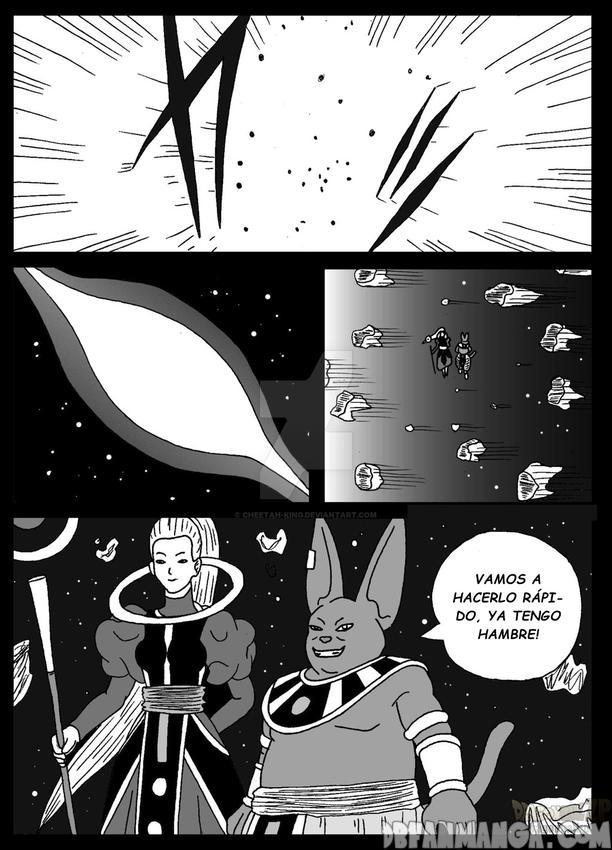 © CHEETAH-KING.DEVIANTART.COM
VAMOS A
HACERLO RÁPI-
DO, YA TENGO
HAMBRE!
DBFANMANGA.COM